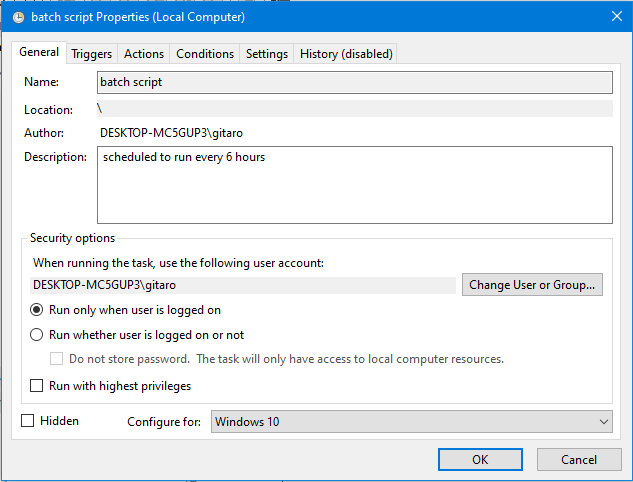 batch script Properties (Local Computer)
General Triggers Actions Conditions Settings History (disabled)
Name: batch script
Location: \
Author: DESKTOP-MC5GUP3\gitaro
Description: scheduled to run every 6 hours
Security options
When running the task, use the following user account:
DESKTOP-MC5GUP3\gitaro Change User or Group...
Run only when user is logged on
Run whether user is logged on or not
Do not store password. The task will only have access to local computer resources.
Run with highest privileges
Hidden Configure for: Windows 10
OK Cancel